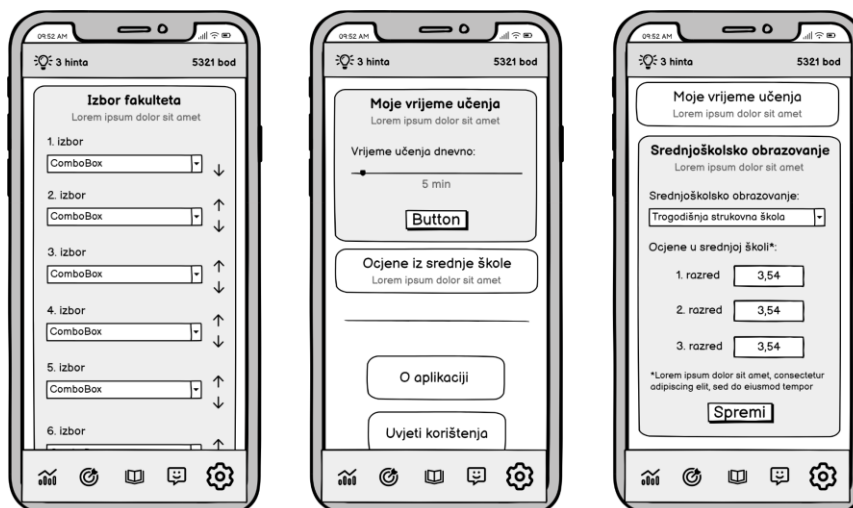 09:52 AM
3 hinta 5321 bod
Izbor fakulteta
Lorem ipsum dolor sit amet
1. izbor
ComboBox
2. izbor
ComboBox
3. izbor
ComboBox
4. izbor
ComboBox
5. izbor
ComboBox
6. izbor
09:52 AM
3 hinta 5321 bod
Moje vrijeme učenja
Lorem ipsum dolor sit amet
Vrijeme učenja dnevno:
5 min
Button
Ocjene iz srednje škole
Lorem ipsum dolor sit amet
O aplikaciji
Uvjeti korištenja
09:52 AM
3 hinta 5321 bod
Moje vrijeme učenja
Lorem ipsum dolor sit amet
Srednjoškolsko obrazovanje
Lorem ipsum dolor sit amet
Srednjoškolsko obrazovanje:
Trogodišnja strukovna škola
Ocjene u srednjoj školi*:
1. razred 3,54
2. razred 3,54
3. razred 3,54
*Lorem ipsum dolor sit amet, consectetur
adipiscing elit, sed do eiusmod tempor
Spremi